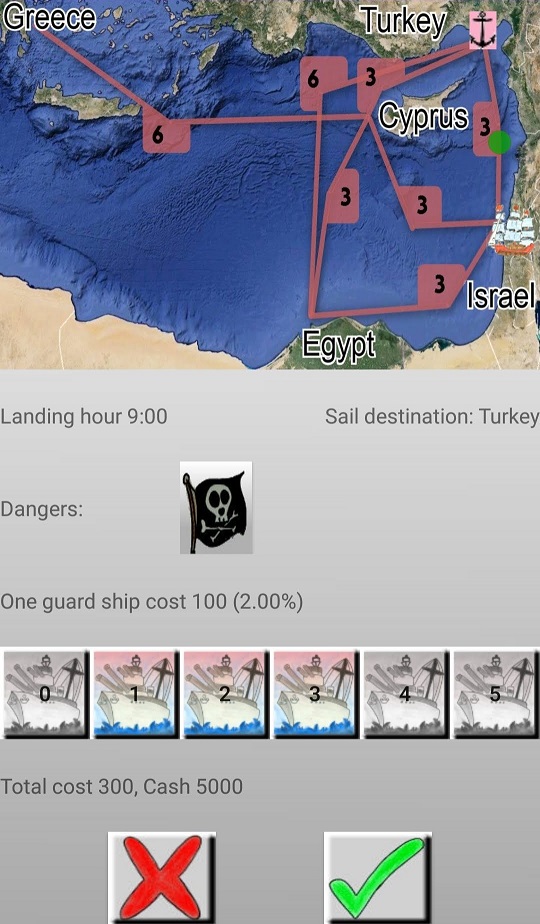 Greece
Turkey
6
3
Cyprus
6
3
3
3
3
Israel
Egypt
Landing hour 9:00
Sail destination: Turkey
Dangers:
One guard ship cost 100 (2.00%)
0 1 2 3 4 5
Total cost 300, Cash 5000